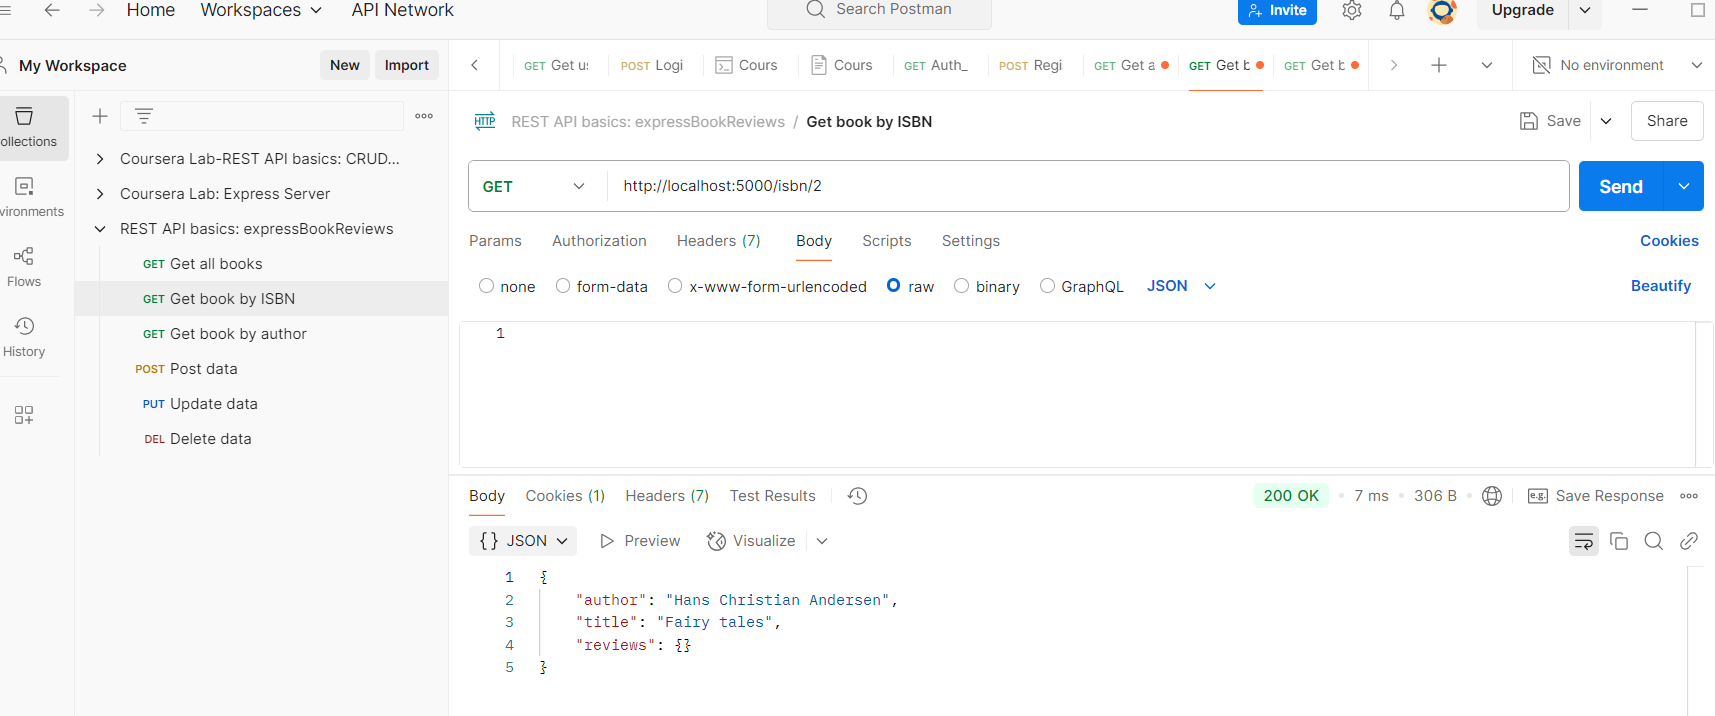 Home Workspaces API Network Search Postman Invite Upgrade
My Workspace New Import GET Get us POST Logi Cours Cours GET Auth_ POST Regi GET Get a GET Get b GET Get b No environment
REST API basics: expressBookReviews / Get book by ISBN Save Share
ollections
Coursera Lab-REST API basics: CRUD...
Coursera Lab: Express Server
REST API basics: expressBookReviews
GET Get all books
GET Get book by ISBN
GET Get book by author
POST Post data
PUT Update data
DEL Delete data
vironments
Flows
History
GET http://localhost:5000/isbn/2 Send
Params Authorization Headers (7) Body Scripts Settings Cookies
none form-data x-www-form-urlencoded raw binary GraphQL JSON Beautify
1
Body Cookies (1) Headers (7) Test Results 200 OK 7 ms 306 B e.g. Save Response
{} JSON Preview Visualize
1 {
2 "author": "Hans Christian Andersen",
3 "title": "Fairy tales",
4 "reviews": {}
5 }